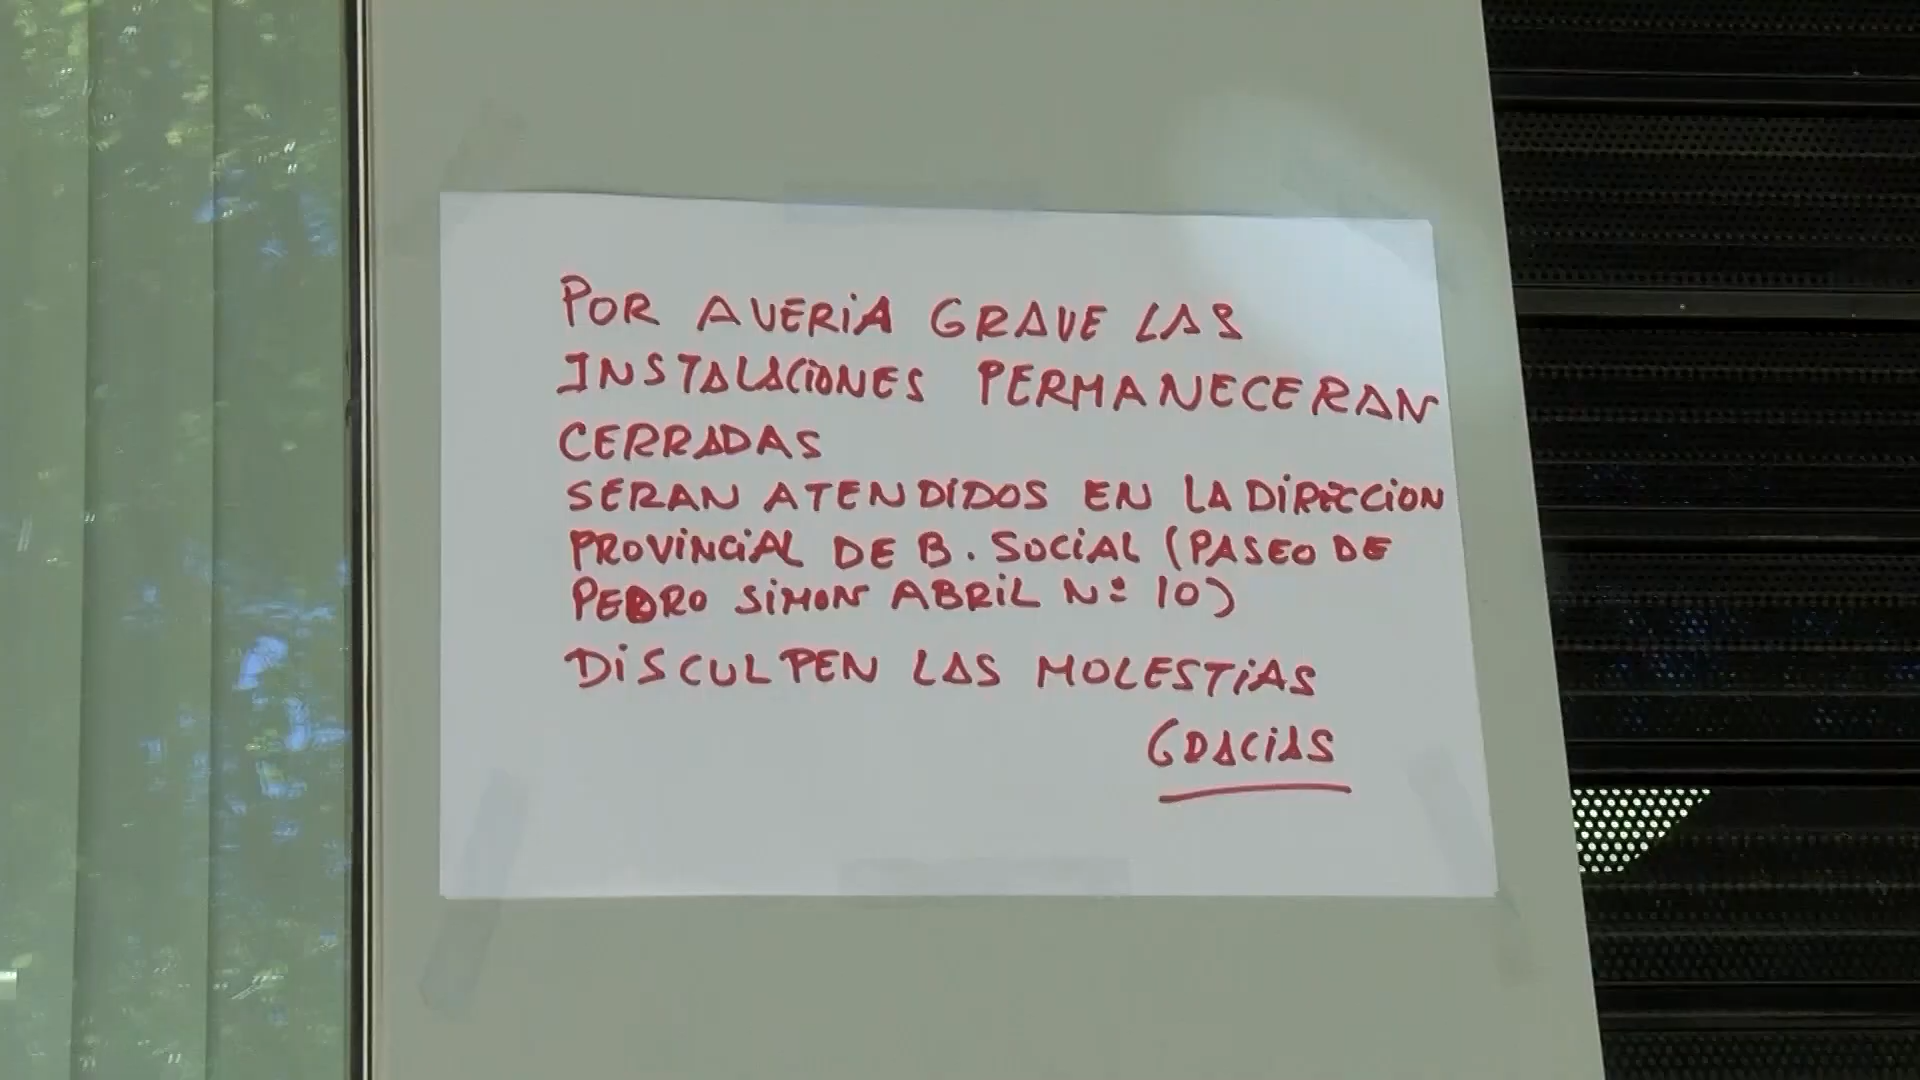 POR AVERiA GRAVE LAS
INSTALACiONES PERMANECERAN
CERRADAS
SERAN ATENDIDOS EN LA DiRECCiON
PROViNCiAL DE B. SOCiAL (PASEO DE
PEDRO SiMON ABRiL Nº 10)
DiSCULPEN LAS MOLESTiAS
GRACiAS